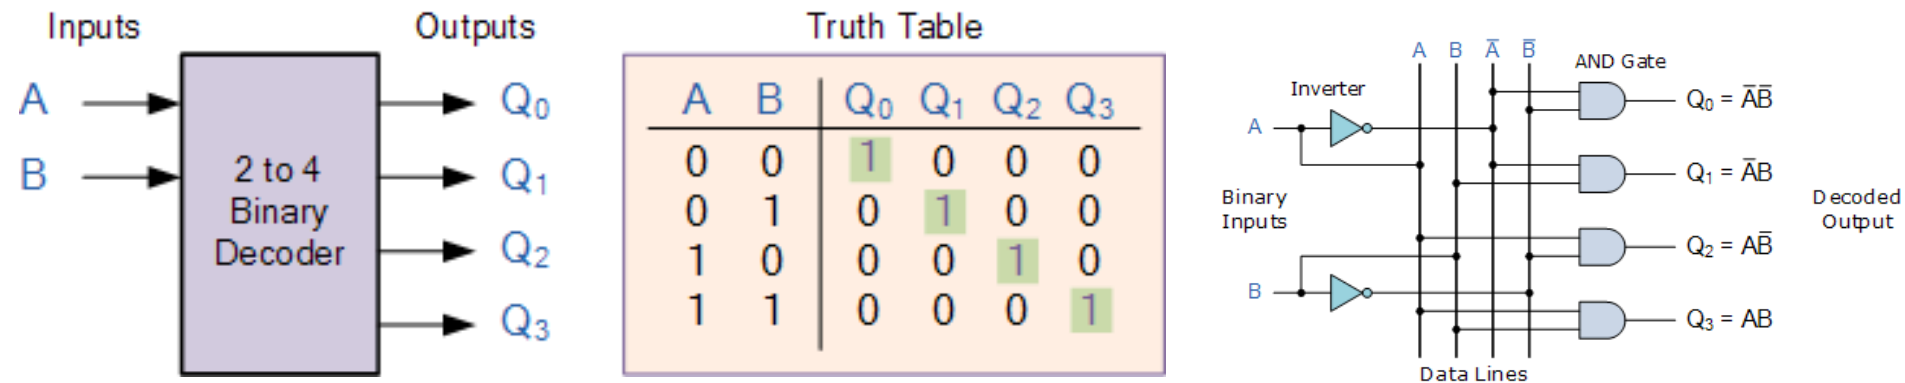 Inputs
Outputs
A
B
2 to 4
Binary
Decoder
Q₀
Q₁
Q₂
Q₃
Truth Table
A B Q₀ Q₁ Q₂ Q₃
0 0 1 0 0 0
0 1 0 1 0 0
1 0 0 0 1 0
1 1 0 0 0 1
A B A̅ B̅
AND Gate
Inverter
A
Binary
Inputs
B
Q₀ = A̅B̅
Q₁ = A̅B
Q₂ = AB̅
Q₃ = AB
Decoded
Output
Data Lines